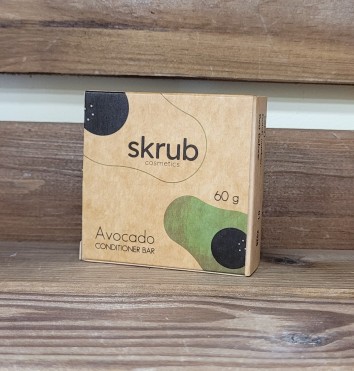 skrub
cosmetics
60 g
Avocado
CONDITIONER BAR